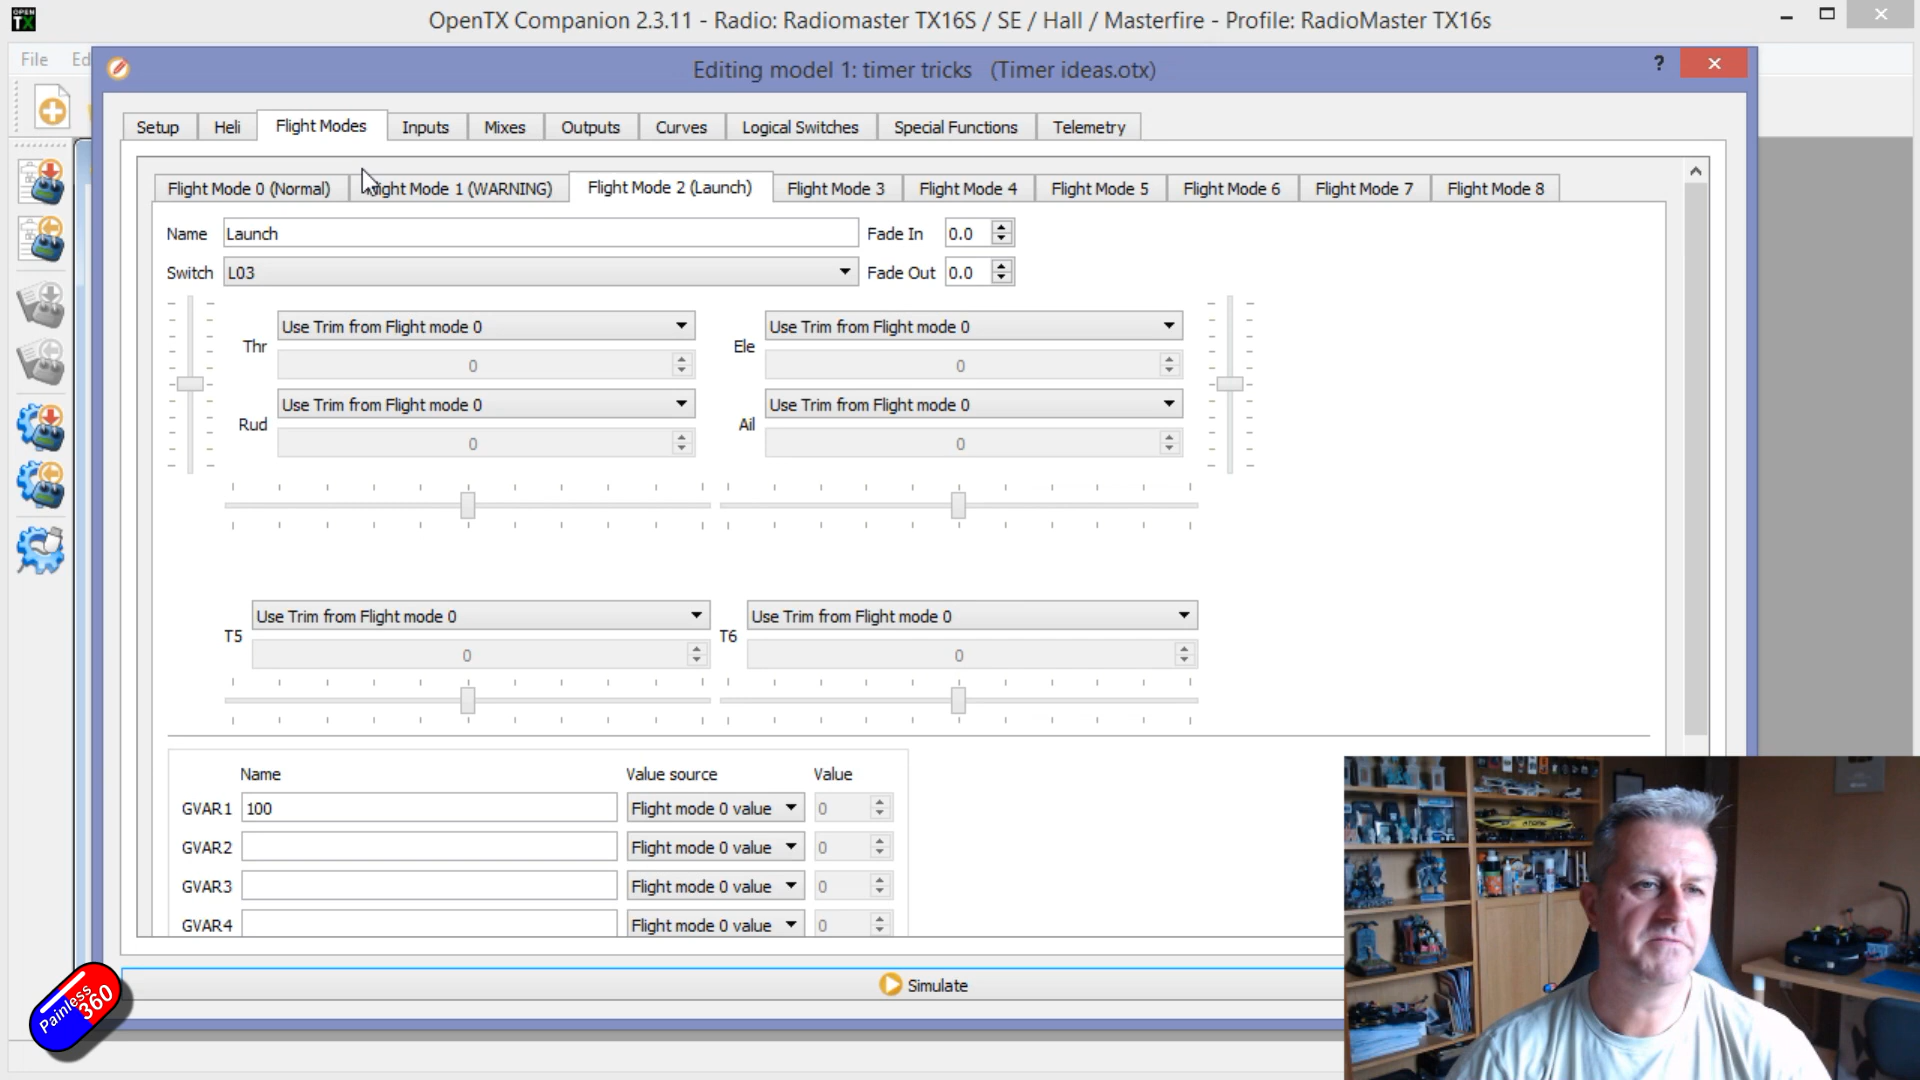 OPEN
TX
OpenTX Companion 2.3.11 - Radio: Radiomaster TX16S / SE / Hall / Masterfire - Profile: RadioMaster TX16s
File
Ed
Editing model 1: timer tricks (Timer ideas.otx)
?
Setup
Heli
Flight Modes
Inputs
Mixes
Outputs
Curves
Logical Switches
Special Functions
Telemetry
Flight Mode 0 (Normal)
light Mode 1 (WARNING)
Flight Mode 2 (Launch)
Flight Mode 3
Flight Mode 4
Flight Mode 5
Flight Mode 6
Flight Mode 7
Flight Mode 8
Name
Launch
Fade In
0.0
Switch
L03
Fade Out
0.0
Thr
Use Trim from Flight mode 0
0
Ele
Use Trim from Flight mode 0
0
Rud
Use Trim from Flight mode 0
0
Ail
Use Trim from Flight mode 0
0
T5
Use Trim from Flight mode 0
0
T6
Use Trim from Flight mode 0
0
Name
Value source
Value
GVAR1
100
Flight mode 0 value
0
GVAR2
Flight mode 0 value
0
GVAR3
Flight mode 0 value
0
GVAR4
Flight mode 0 value
0
Simulate
Painless
360